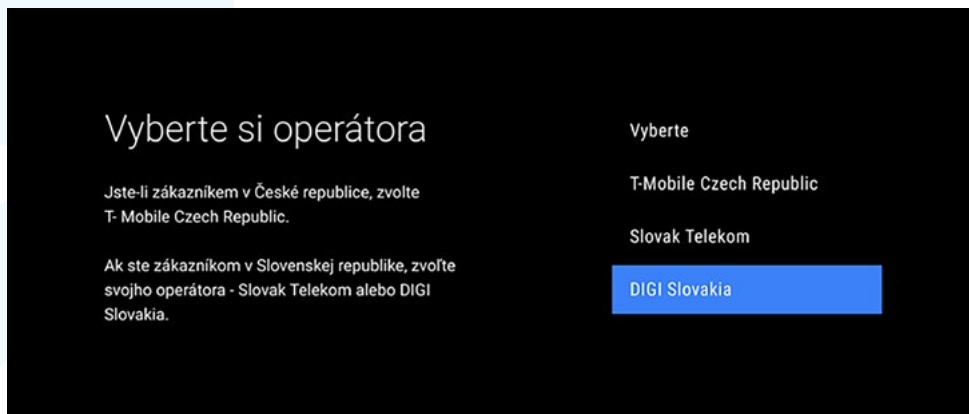 Vyberte si operátora
Jste-li zákazníkem v České republice, zvolte
T- Mobile Czech Republic.
Ak ste zákazníkom v Slovenskej republike, zvoľte
svojho operátora - Slovak Telekom alebo DIGI
Slovakia.
Vyberte
T-Mobile Czech Republic
Slovak Telekom
DIGI Slovakia